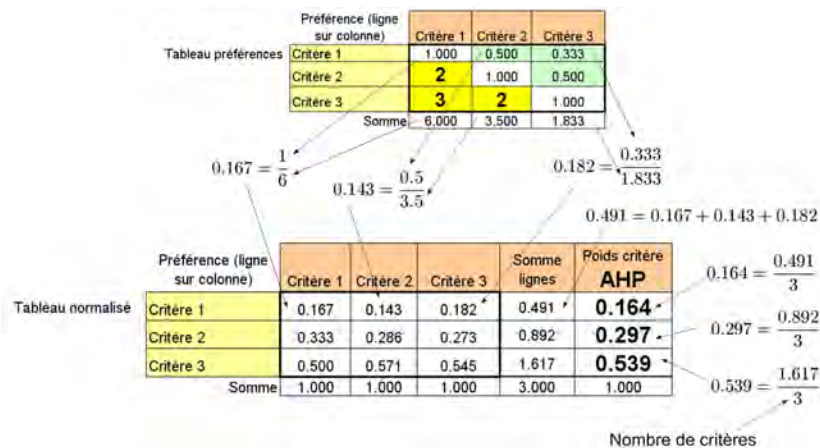 Préférence (ligne sur colonne) Critère 1 Critère 2 Critère 3
Tableau préférences Critère 1 1.000 0.500 0.333
Critère 2 2 1.000 0.500
Critère 3 3 2 1.000
Somme 6.000 3.500 1.833
0.167 = 1/6
0.143 = 0.5/3.5
0.182 = 0.333/1.833
0.491 = 0.167 + 0.143 + 0.182
Préférence (ligne sur colonne) Critère 1 Critère 2 Critère 3 Somme lignes Poids critère AHP
Tableau normalisé Critère 1 0.167 0.143 0.182 0.491 0.164
Critère 2 0.333 0.286 0.273 0.892 0.297
Critère 3 0.500 0.571 0.545 1.617 0.539
Somme 1.000 1.000 1.000 3.000 1.000
0.164 = 0.491/3
0.297 = 0.892/3
0.539 = 1.617/3
Nombre de critères